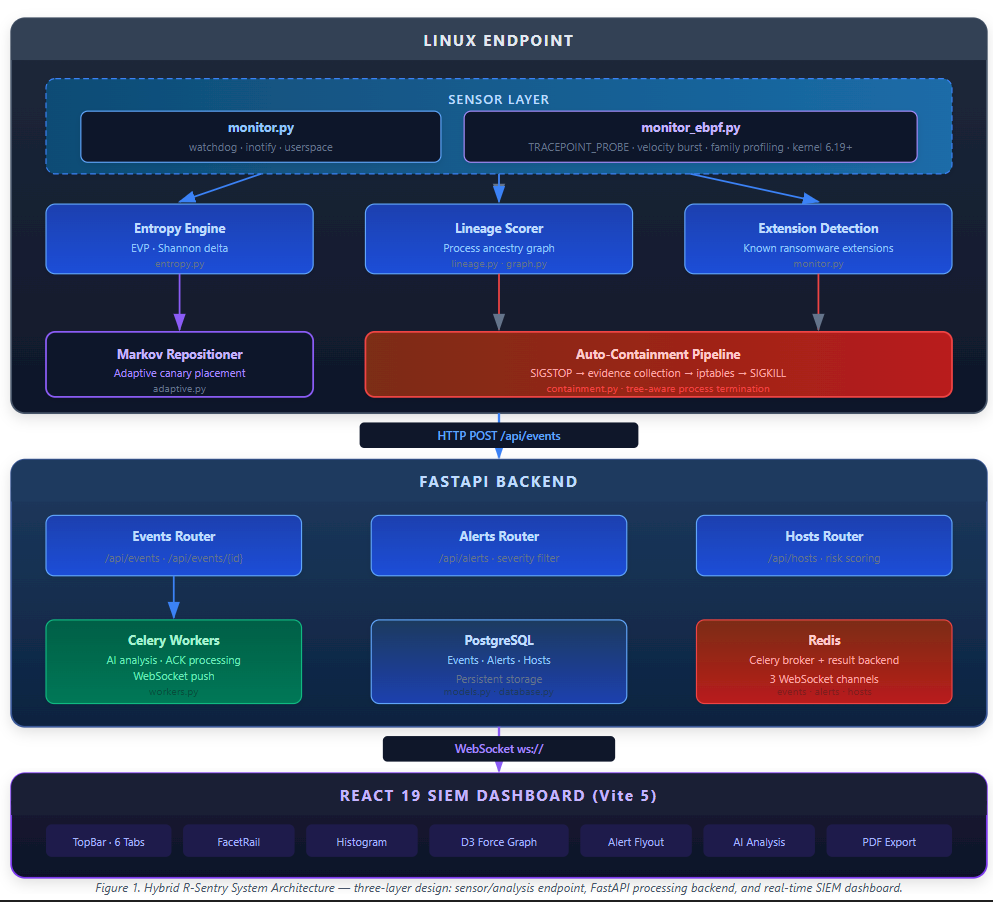 LINUX ENDPOINT
SENSOR LAYER
monitor.py
watchdog · inotify · userspace
monitor_ebpf.py
TRACEPOINT_PROBE · velocity burst · family profiling · kernel 6.19+
Entropy Engine
EVP · Shannon delta
entropy.py
Lineage Scorer
Process ancestry graph
lineage.py · graph.py
Extension Detection
Known ransomware extensions
monitor.py
Markov Repositioner
Adaptive canary placement
adaptive.py
Auto-Containment Pipeline
SIGSTOP → evidence collection → iptables → SIGKILL
containment.py · tree-aware process termination
HTTP POST /api/events
FASTAPI BACKEND
Events Router
/api/events · /api/events/{id}
Alerts Router
/api/alerts · severity filter
Hosts Router
/api/hosts · risk scoring
Celery Workers
AI analysis · ACK processing
WebSocket push
workers.py
PostgreSQL
Events · Alerts · Hosts
Persistent storage
models.py · database.py
Redis
Celery broker + result backend
3 WebSocket channels
events · alerts · hosts
WebSocket ws://
REACT 19 SIEM DASHBOARD (Vite 5)
TopBar · 6 Tabs
FacetRail
Histogram
D3 Force Graph
Alert Flyout
AI Analysis
PDF Export
Figure 1. Hybrid R-Sentry System Architecture — three-layer design: sensor/analysis endpoint, FastAPI processing backend, and real-time SIEM dashboard.